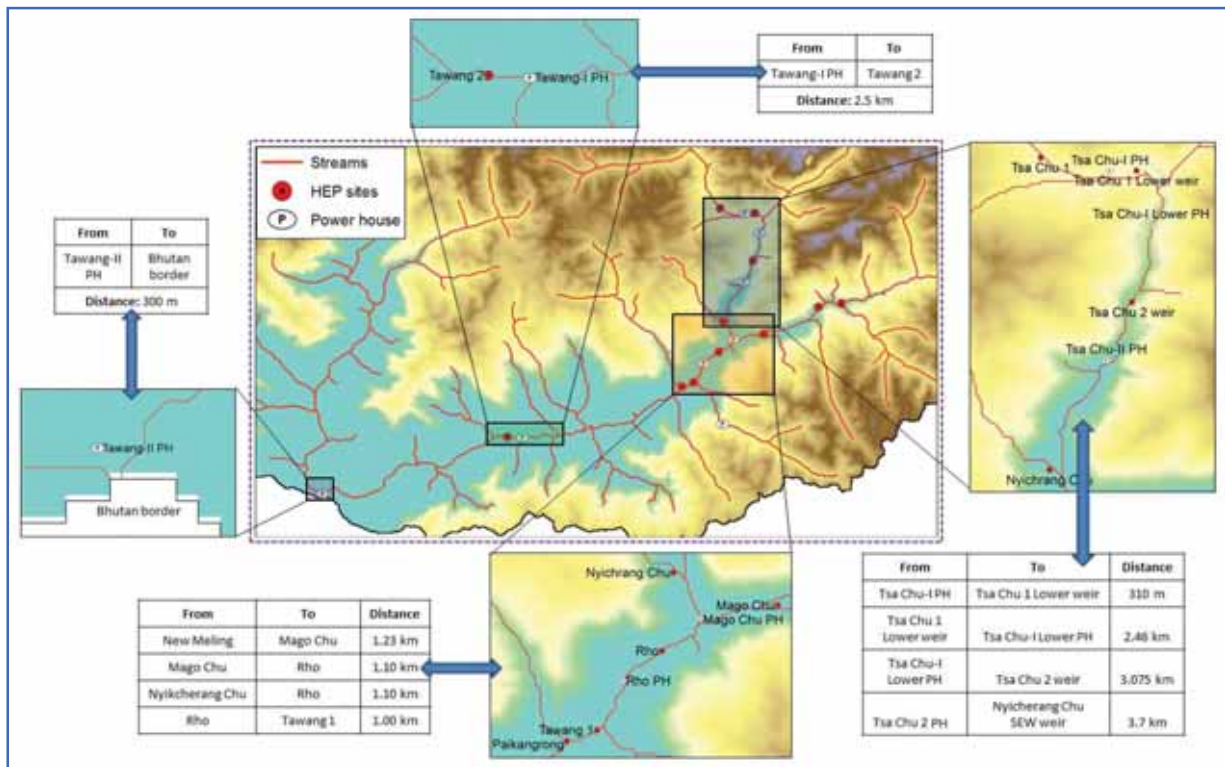 Tawang 2
Tawang-I PH
From To
Tawang-I PH Tawang 2
Distance: 2.5 km
Streams
HEP sites
P Power house
From To
Tawang-II PH Bhutan border
Distance: 300 m
Tawang-II PH
Bhutan border
Tsa Chu-1
Tsa Chu-I PH
Tsa Chu 1 Lower weir
Tsa Chu-I Lower PH
Tsa Chu 2 weir
Tsa Chu-II PH
Nyichrang Chu
From To Distance
New Meling Mago Chu 1.23 km
Mago Chu Rho 1.10 km
Nyikcherang Chu Rho 1.10 km
Rho Tawang 1 1.00 km
Nyichrang Chu
Mago Chu
Mago Chu PH
Rho
Rho PH
Tawang
Paikangrong
From To Distance
Tsa Chu-I PH Tsa Chu 1 Lower weir 310 m
Tsa Chu 1 Lower weir Tsa Chu-I Lower PH 2.46 km
Tsa Chu-I Lower PH Tsa Chu 2 weir 3.075 km
Tsa Chu 2 PH Nyicherang Chu SEW weir 3.7 km